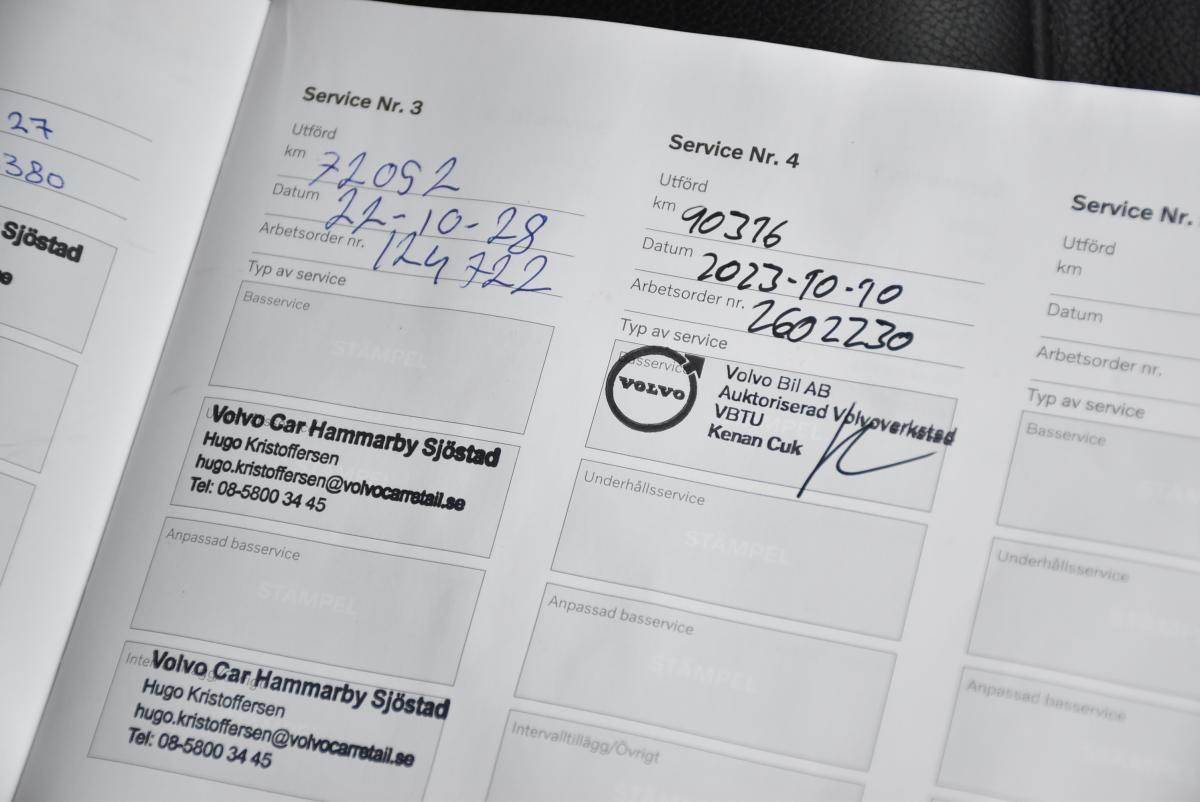 27
380
Sjöstad
Service Nr. 3
Utförd
km 72092
Datum 22-10-28
Arbetsorder nr. 124722
Typ av service
Basservice
STÄMPEL
Volvo Car Hammarby Sjöstad
Hugo Kristoffersen
hugo.kristoffersen@volvocarretail.se
Tel: 08-5800 34 45
Anpassad basservice
STÄMPEL
Volvo Car Hammarby Sjöstad
Hugo Kristoffersen
hugo.kristoffersen@volvocarretail.se
Tel: 08-5800 34 45
Service Nr. 4
Utförd
km 90376
Datum 2023-10-10
Arbetsorder nr. 2602230
Typ av service
Basservice
VOLVO
Volvo Bil AB
Auktoriserad Volvoverkstad
VBTU
Kenan Cuk
Underhållsservice
STÄMPEL
Anpassad basservice
STÄMPEL
Intervalltillägg/Övrigt
Service Nr.
Utförd
km
Datum
Arbetsorder nr.
Typ av service
Basservice
Underhållsservice
Anpassad basservice